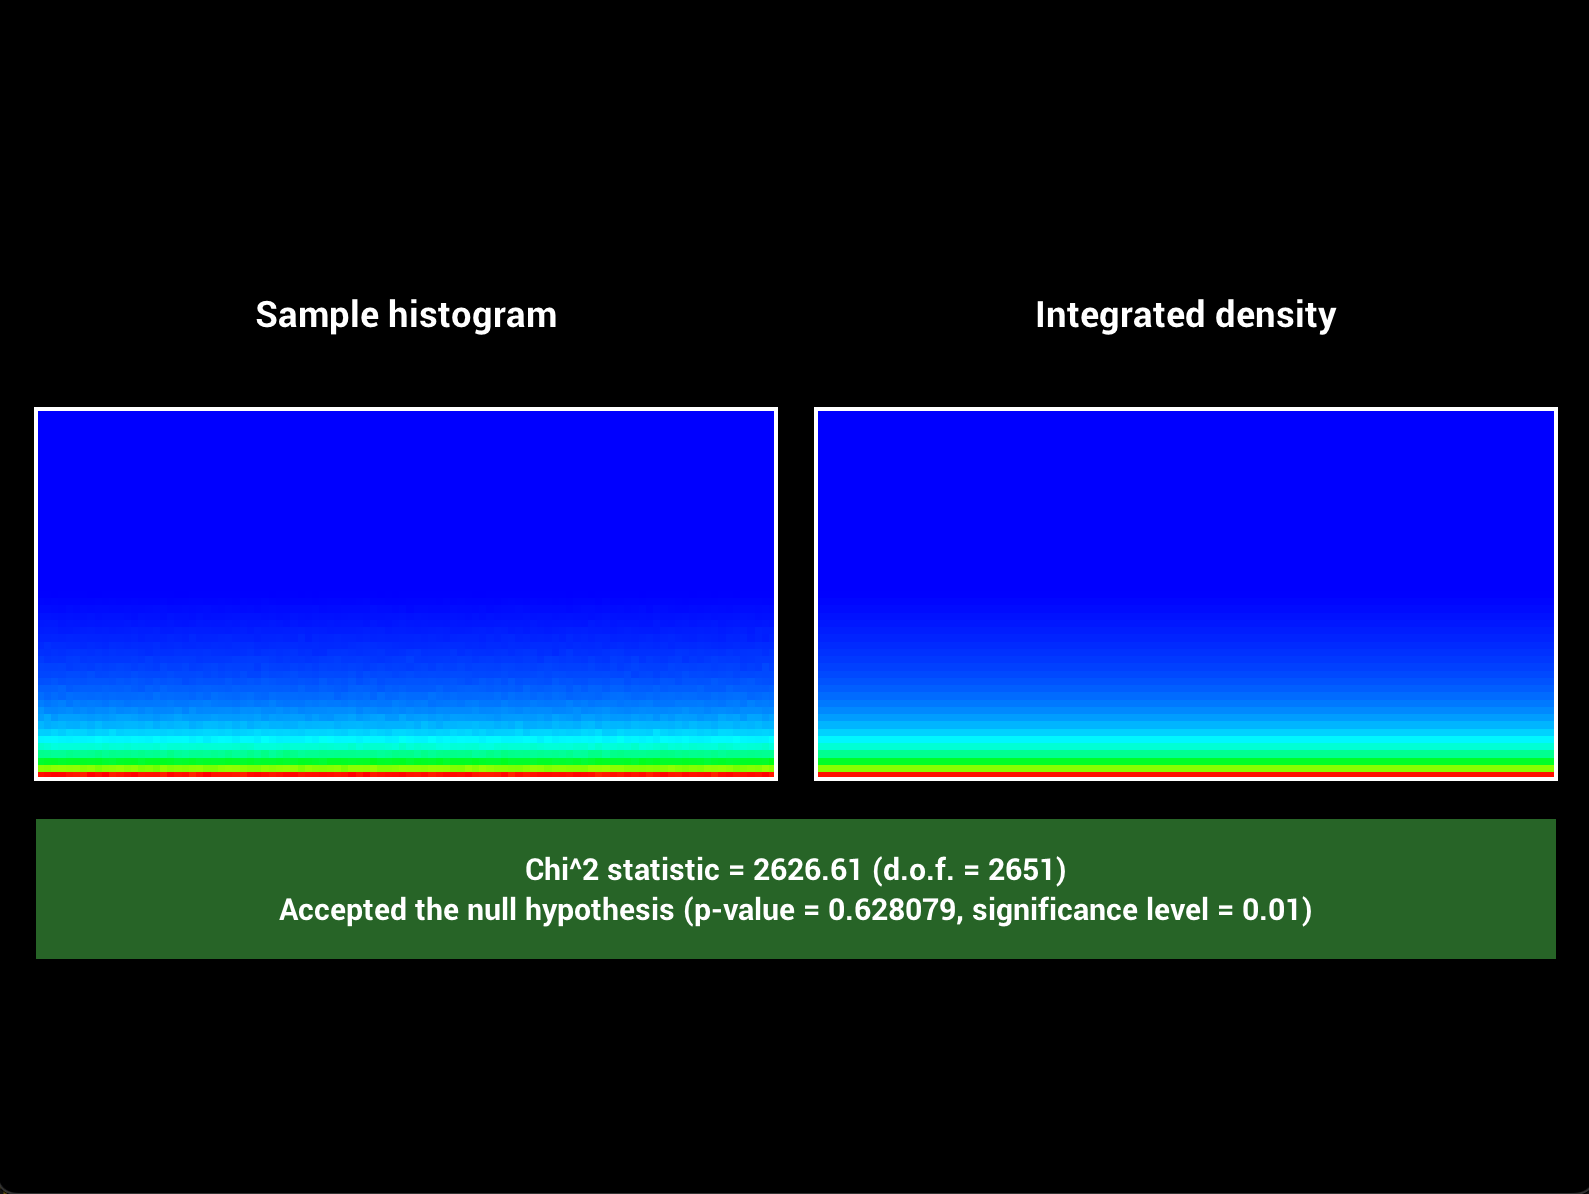 Sample histogram
Integrated density
Chi^2 statistic = 2626.61 (d.o.f. = 2651)
Accepted the null hypothesis (p-value = 0.628079, significance level = 0.01)